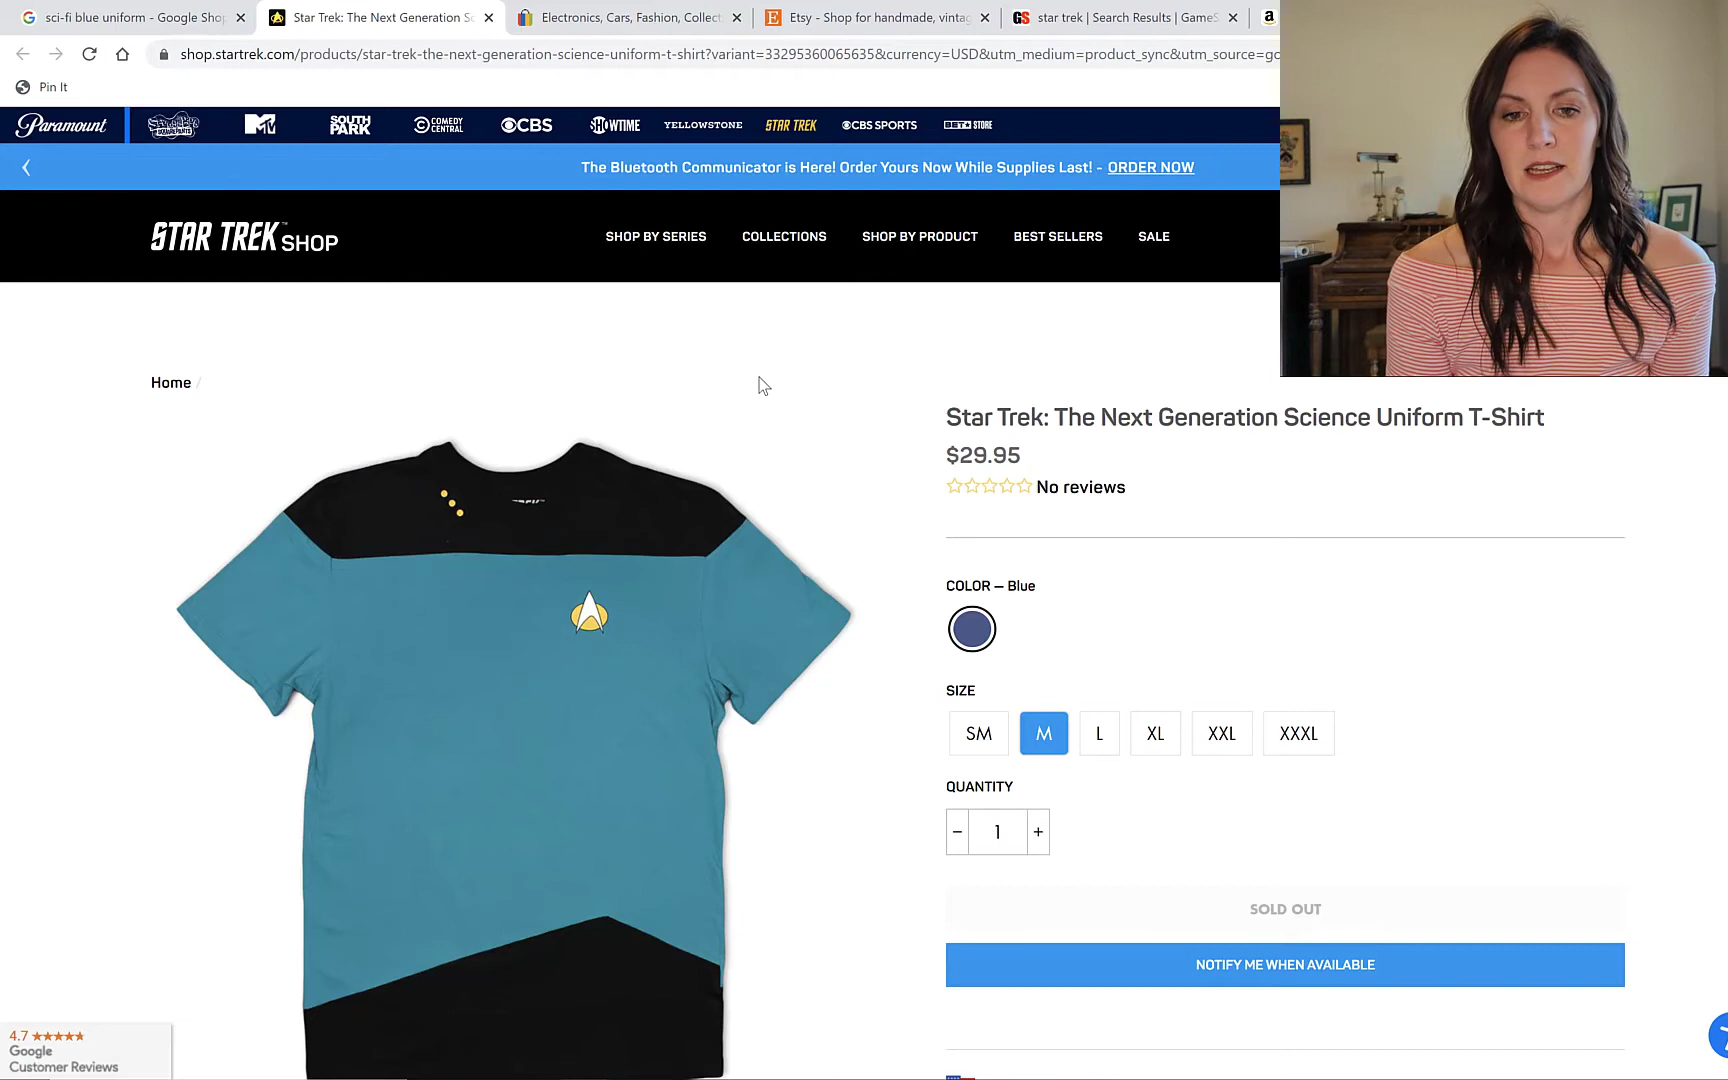 sci-fi blue uniform - Google Shop
Star Trek: The Next Generation Sc
Electronics, Cars, Fashion, Collect
Etsy - Shop for handmade, vintag
star trek | Search Results | GameS
shop.startrek.com/products/star-trek-the-next-generation-science-uniform-t-shirt?variant=33295360065635&currency=USD&utm_medium=product_sync&utm_source=go
Pin It
Paramount
MTV
SOUTH PARK
COMEDY CENTRAL
CBS
SHOWTIME
YELLOWSTONE
STAR TREK
CBS SPORTS
BET STORE
The Bluetooth Communicator is Here! Order Yours Now While Supplies Last! - ORDER NOW
STAR TREK™ SHOP
SHOP BY SERIES
COLLECTIONS
SHOP BY PRODUCT
BEST SELLERS
SALE
Home /
Star Trek: The Next Generation Science Uniform T-Shirt
$29.95
No reviews
COLOR — Blue
SIZE
SM M L XL XXL XXXL
QUANTITY
− 1 +
SOLD OUT
NOTIFY ME WHEN AVAILABLE
4.7
Google
Customer Reviews